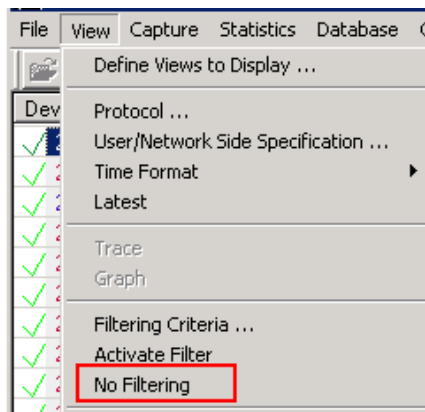 File View Capture Statistics Database
Define Views to Display ...
Dev
Protocol ...
User/Network Side Specification ...
Time Format
Latest
Trace
Graph
Filtering Criteria ...
Activate Filter
No Filtering